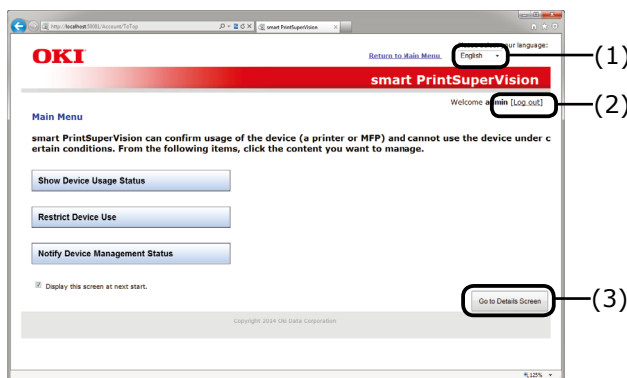 http://localhost:9091/Account/ToTop
smart PrintSuperVision
OKI
Return to Main Menu
your language:
English
(1)
smart PrintSuperVision
Welcome admin [Log out]
(2)
Main Menu
smart PrintSuperVision can confirm usage of the device (a printer or MFP) and cannot use the device under c
ertain conditions. From the following items, click the content you want to manage.
Show Device Usage Status
Restrict Device Use
Notify Device Management Status
Display this screen at next start.
Go to Details Screen
(3)
Copyright 2014 Oki Data Corporation
125%